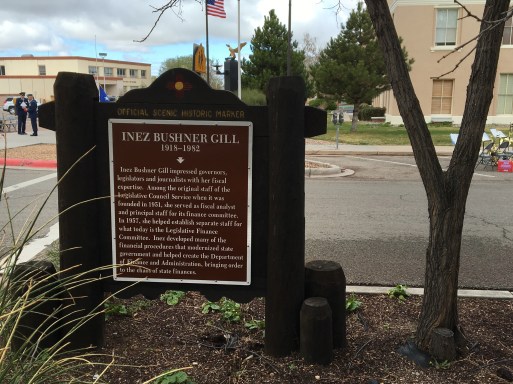 OFFICIAL SCENIC HISTORIC MARKER
INEZ BUSHNER GILL
1918-1982
Inez Bushner Gill impressed governors,
legislators and journalists with her fiscal
expertise. Among the original staff of the
Legislative Council Service when it was
founded in 1951, she served as fiscal analyst
and principal staff for its finance committee.
In 1957, she helped establish separate staff for
what today is the Legislative Finance
Committee. Inez developed many of the
financial procedures that modernized state
government and helped create the Department
of Finance and Administration, bringing order
to the chaos of state finances.